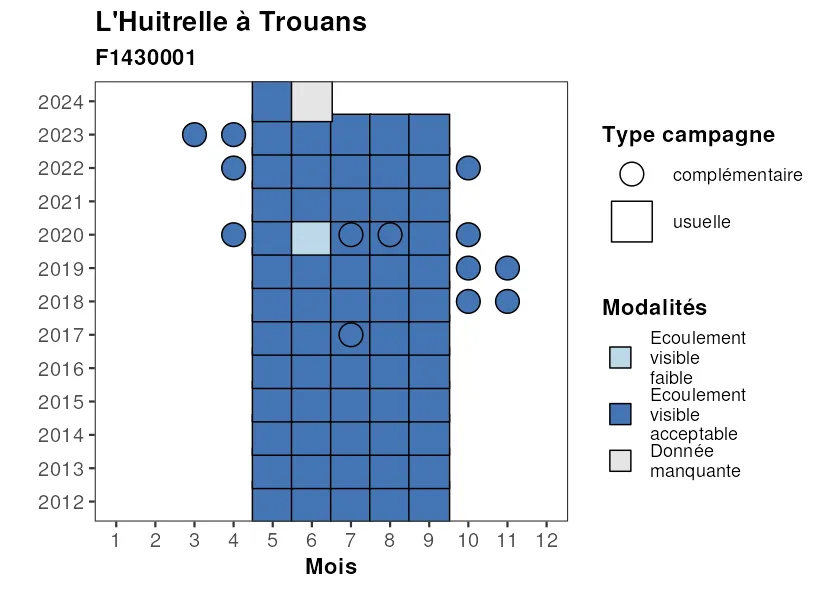 L'Huitrelle à Trouans
F1430001
2024
2023
2022
2021
2020
2019
2018
2017
2016
2015
2014
2013
2012
1 2 3 4 5 6 7 8 9 10 11 12
Mois
Type campagne
complémentaire
usuelle
Modalités
Ecoulement
visible
faible
Ecoulement
visible
acceptable
Donnée
manquante